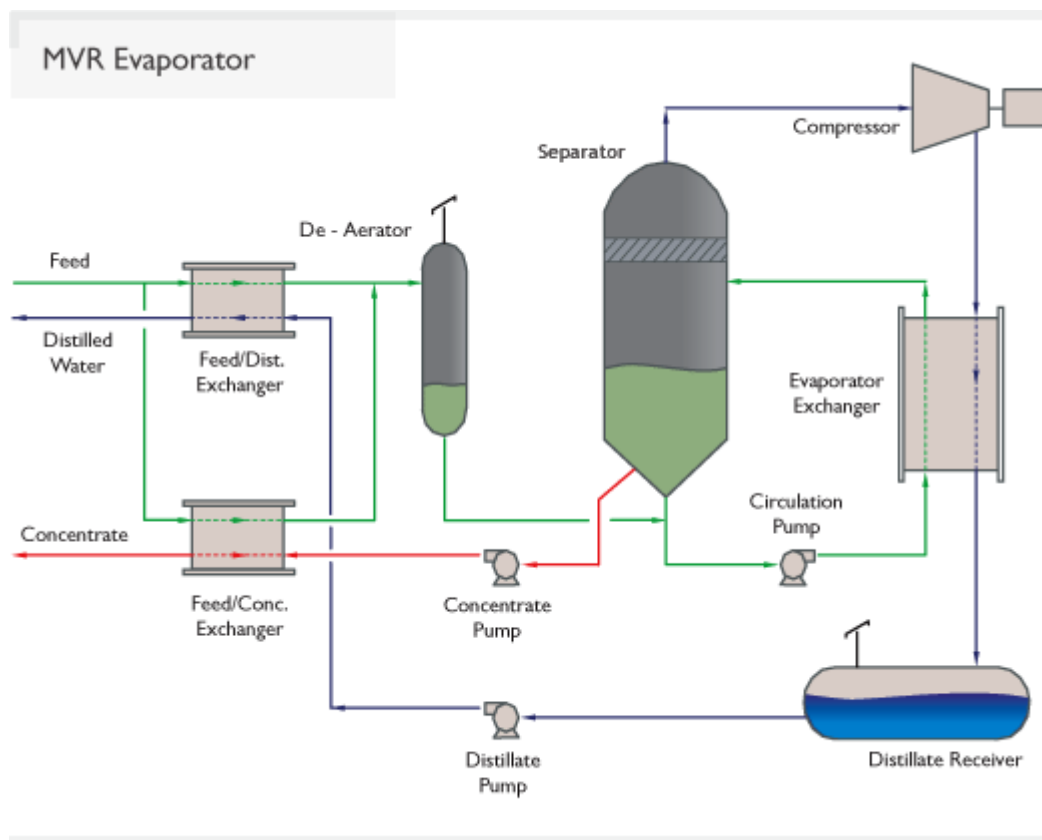 MVR Evaporator
Compressor
Separator
De - Aerator
Feed
Distilled
Water
Feed/Dist.
Exchanger
Evaporator
Exchanger
Circulation
Pump
Concentrate
Feed/Conc.
Exchanger
Concentrate
Pump
Distillate
Pump
Distillate Receiver